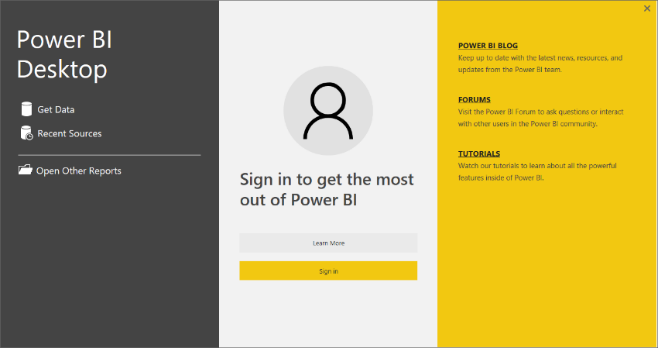 Power BI
Desktop
Get Data
Recent Sources
Open Other Reports
Sign in to get the most
out of Power BI
Learn More
Sign in
POWER BI BLOG
Keep up to date with the latest news, resources, and
updates from the Power BI team.
FORUMS
Visit the Power BI Forum to ask questions or interact
with other users in the Power BI community.
TUTORIALS
Watch our tutorials to learn about all the powerful
features inside of Power BI.